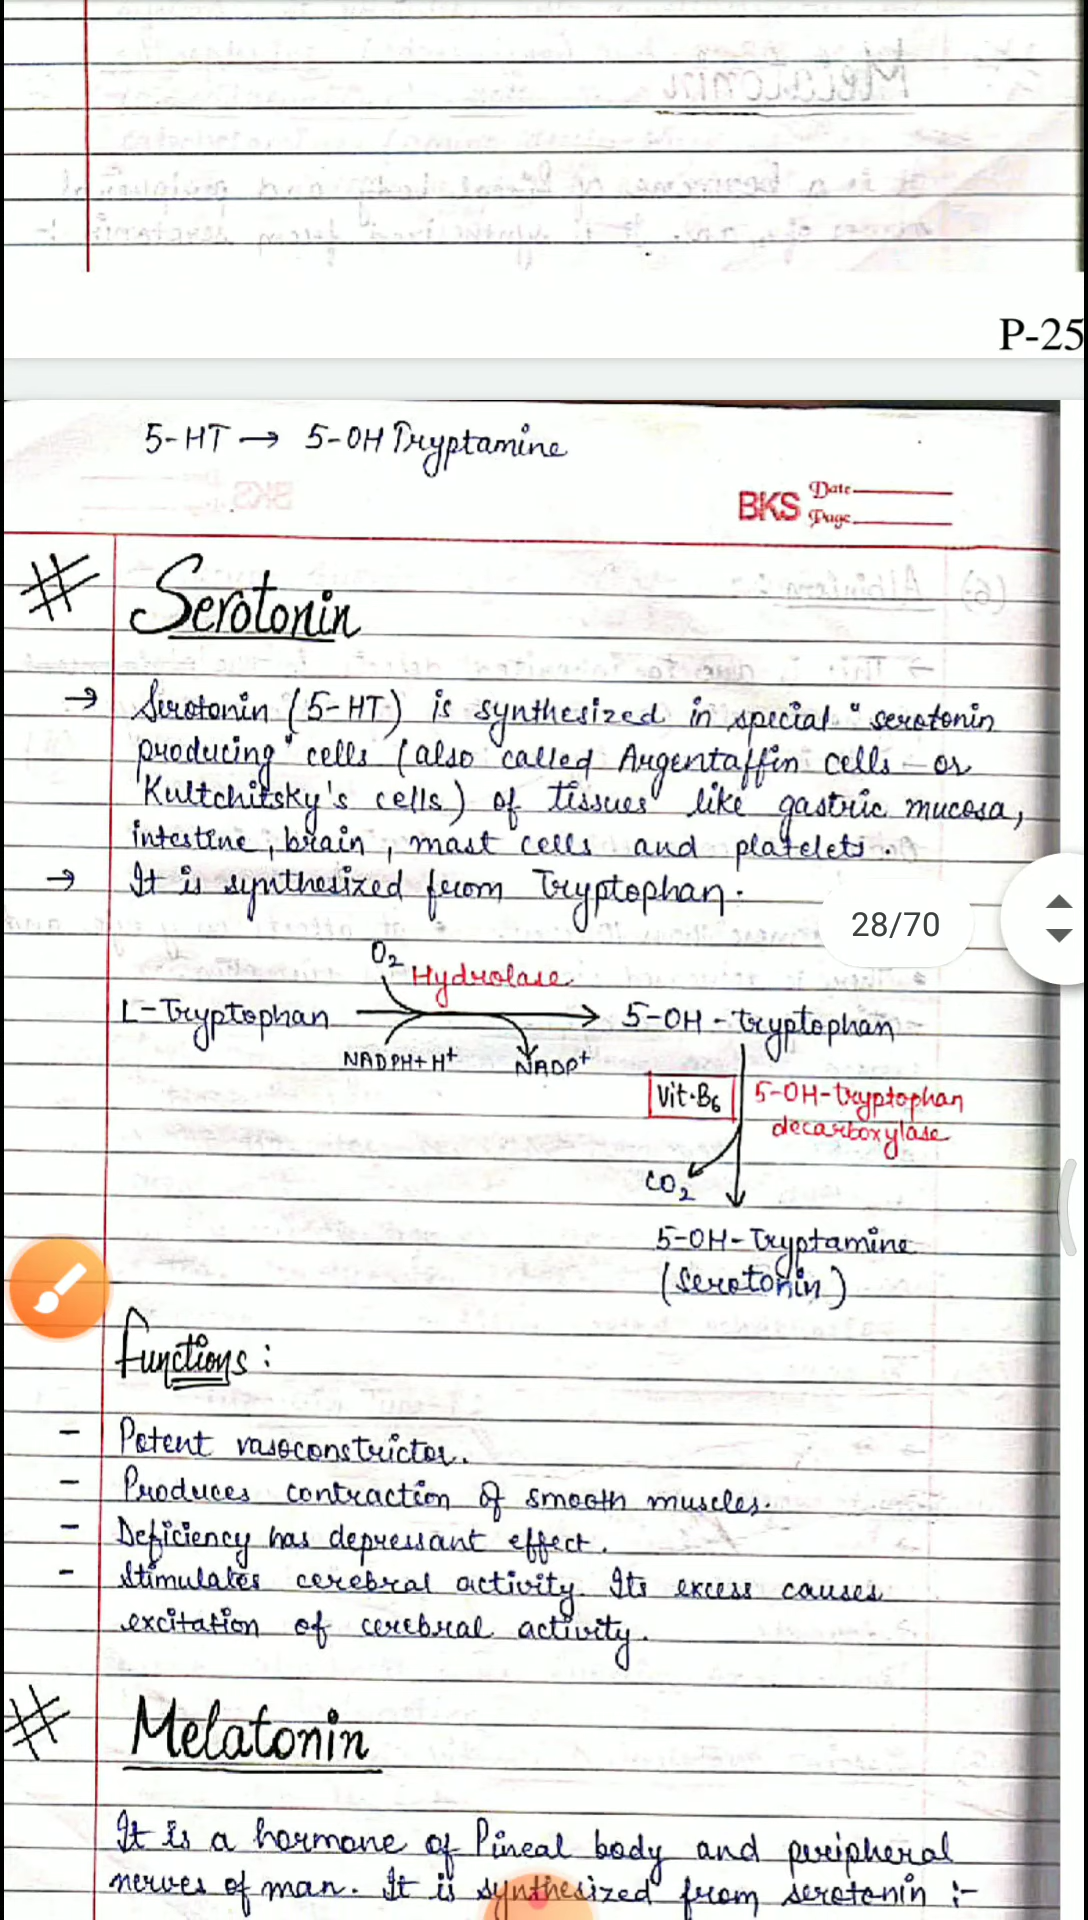 P-25
5-HT → 5-OH Tryptamine
BKS Date
Page
# Serotonin
→ Serotonin (5-HT) is synthesized in special "serotonin
producing" cells (also called Argentaffin cells or
Kultchitsky's cells) of tissues like gastric mucosa,
intestine, brain, mast cells and platelets.
→ It is synthesized from Tryptophan.
28/70
O₂ Hydrolase
L-Tryptophan → 5-OH-tryptophan
NADPH+H⁺ NADP⁺
Vit.B₆ 5-OH-tryptophan
decarboxylase
CO₂
5-OH-Tryptamine
(Serotonin)
Functions:
- Potent vasoconstrictor.
- Produces contraction of smooth muscles.
- Deficiency has depressant effect.
- Stimulates cerebral activity. Its excess causes
excitation of cerebral activity.
# Melatonin
It is a hormone of Pineal body and peripheral
nerves of man. It is synthesized from serotonin :-